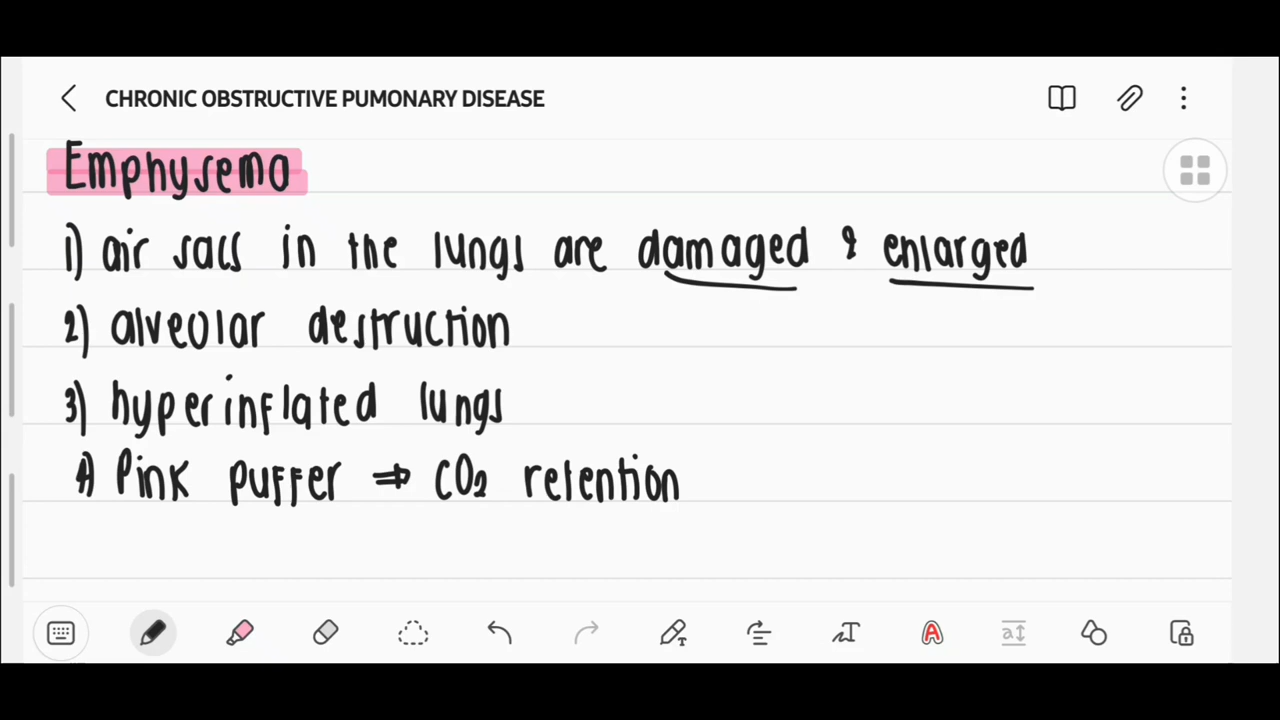 CHRONIC OBSTRUCTIVE PUMONARY DISEASE
Emphysema
1) air sacs in the lungs are damaged & enlarged
2) alveolar destruction
3) hyperinflated lungs
4) Pink puffer ⇒ CO₂ retention